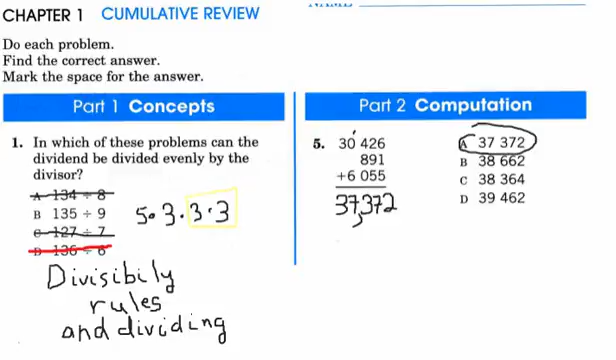 CHAPTER 1 CUMULATIVE REVIEW
Do each problem.
Find the correct answer.
Mark the space for the answer.
Part 1 Concepts
1. In which of these problems can the
dividend be divided evenly by the
divisor?
A 134 ÷ 8
B 135 ÷ 9
C 127 ÷ 7
D 136 ÷ 6
5·3·3·3
Divisibily
rules
and dividing
Part 2 Computation
5. 30 426
891
+6 055
37,372
A 37 372
B 38 662
C 38 364
D 39 462